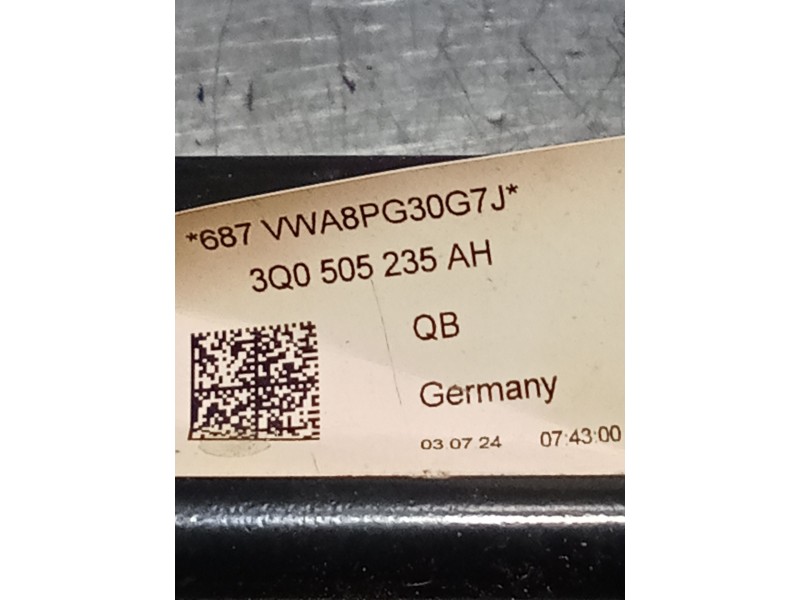 *687 VWA8PG30G7J*
3Q0 505 235 AH
QB
Germany
03 07 24 07:43:00